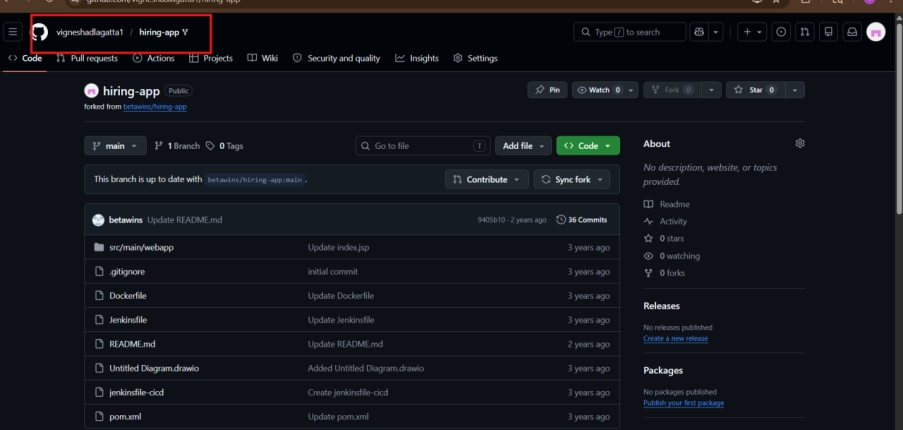 github.com/vigneshadlagatta1/hiring-app
vigneshadlagatta1 / hiring-app
Type / to search
Code Pull requests Actions Projects Wiki Security and quality Insights Settings
hiring-app Public
forked from betawins/hiring-app
Pin Watch 0 Fork 0 Star 0
main 1 Branch 0 Tags Go to file T Add file Code
This branch is up to date with betawins/hiring-app:main .
Contribute Sync fork
betawins Update README.md 9405b10 · 2 years ago 36 Commits
src/main/webapp Update index.jsp 3 years ago
.gitignore initial commit 3 years ago
Dockerfile Update Dockerfile 3 years ago
Jenkinsfile Update Jenkinsfile 3 years ago
README.md Update README.md 2 years ago
Untitled Diagram.drawio Added Untitled Diagram.drawio 3 years ago
jenkinsfile-cicd Create jenkinsfile-cicd 3 years ago
pom.xml Update pom.xml 3 years ago
About
No description, website, or topics
provided.
Readme
Activity
0 stars
0 watching
0 forks
Releases
No releases published
Create a new release
Packages
No packages published
Publish your first package